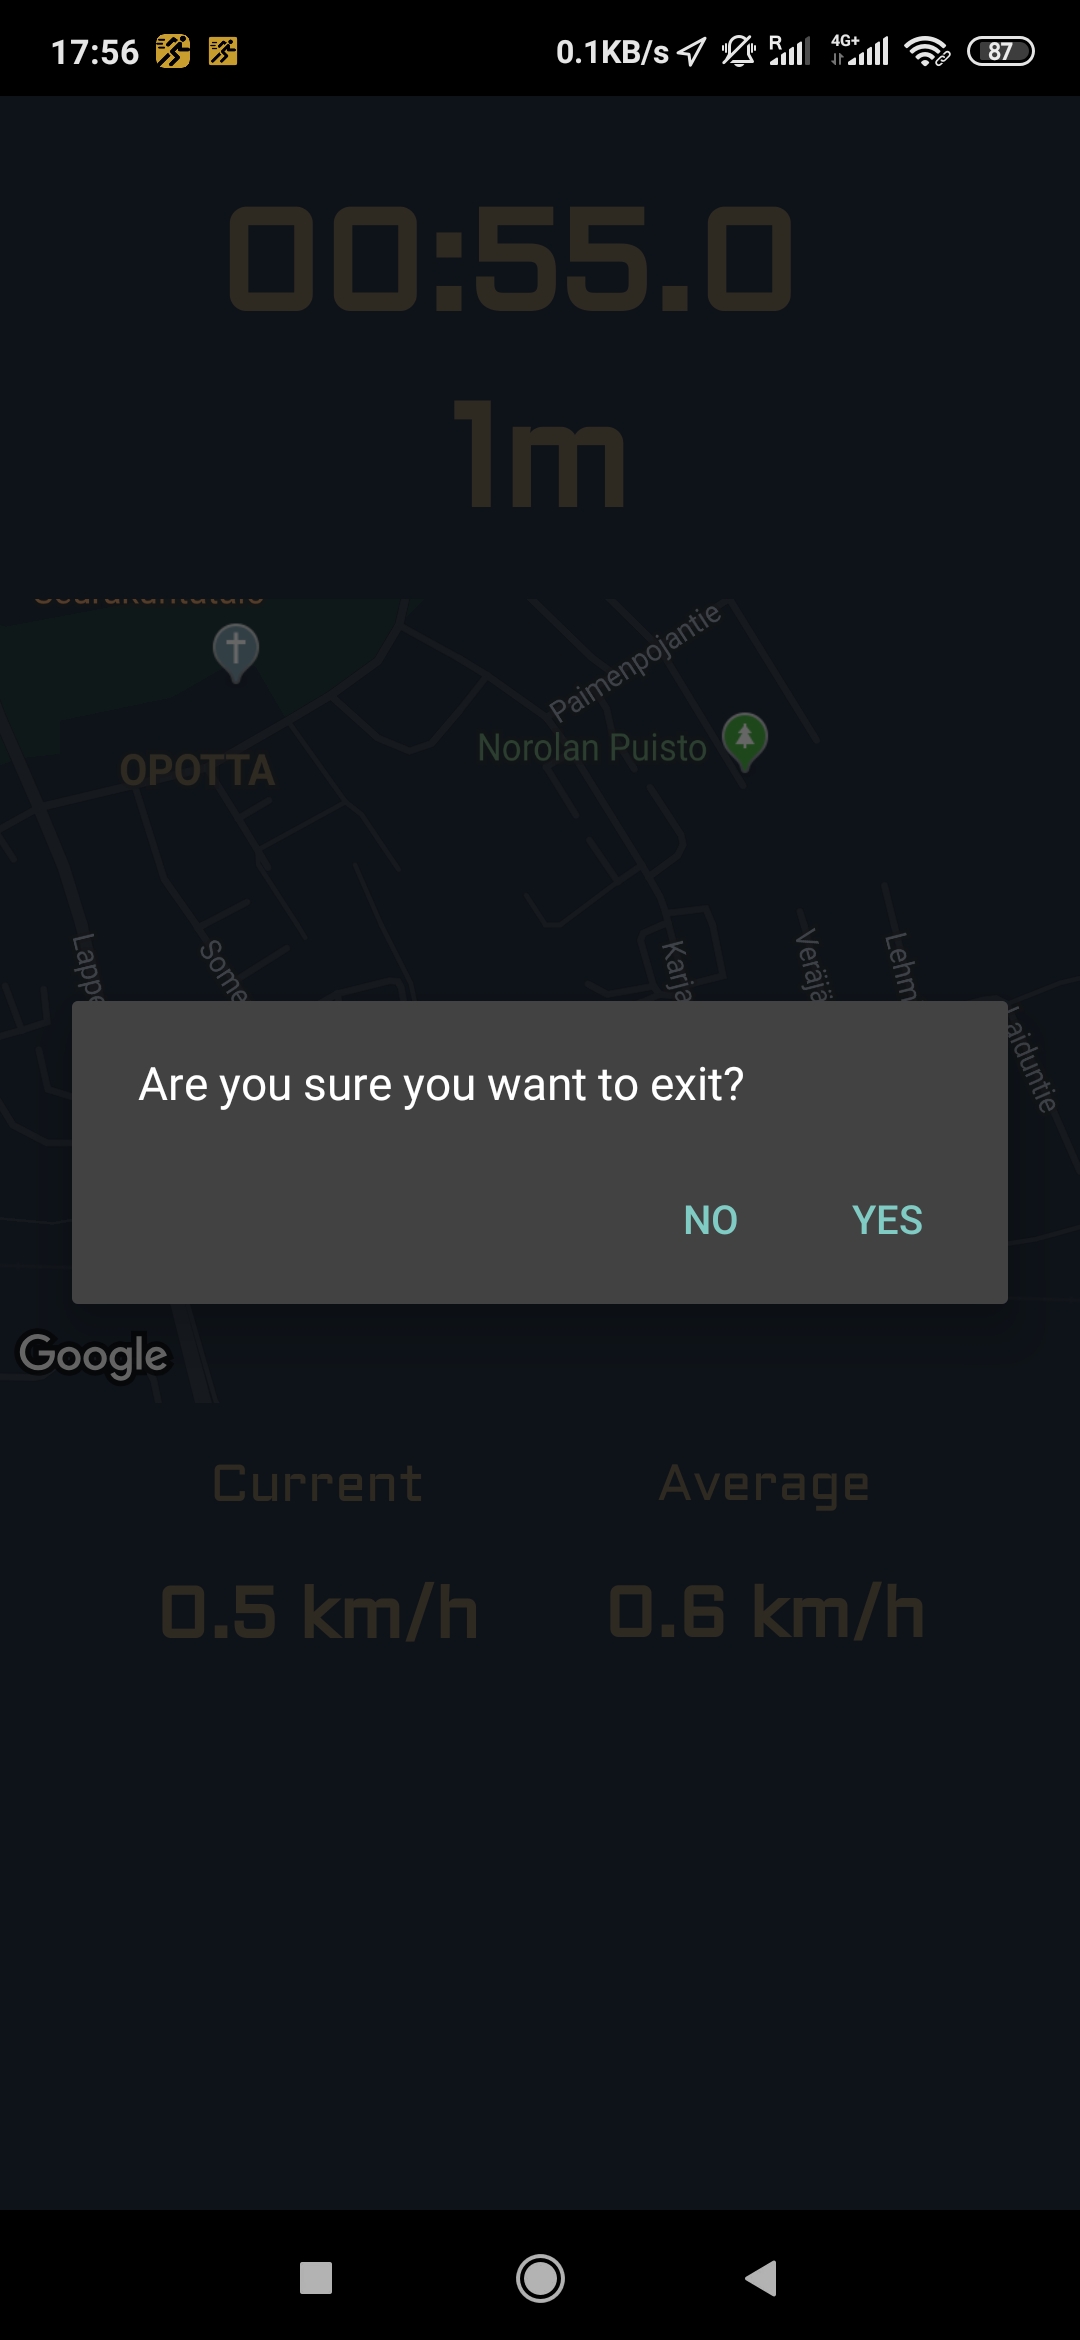 17:56 0.1KB/s R 4G+ 87
00:55.0
1m
Paimenpojantie
Norolan Puisto
OPOTTA
Lappe
Some
Karja
Veräjä
Lehm
Laiduntie
Are you sure you want to exit?
NO YES
Google
Current Average
0.5 km/h 0.6 km/h